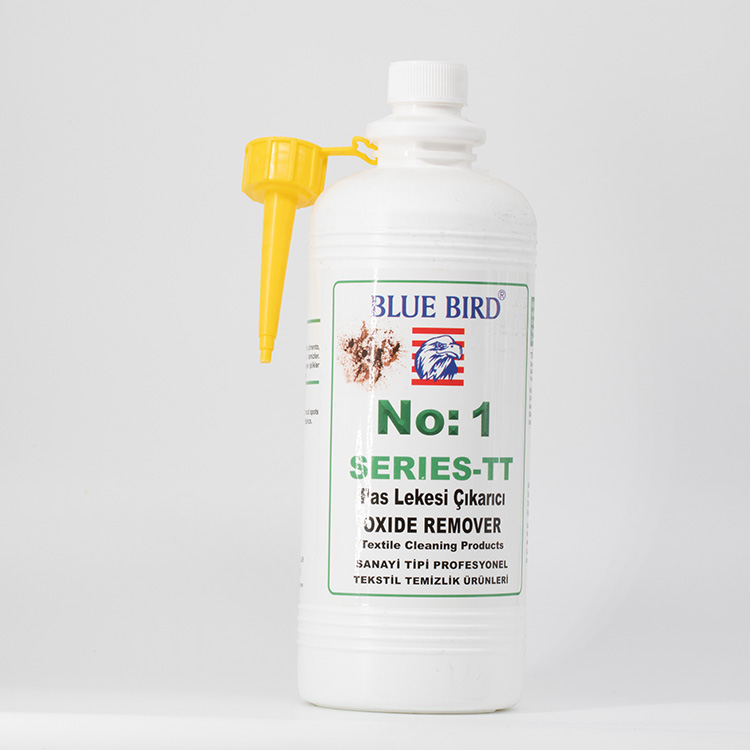 BLUE BIRD®
No: 1
SERIES-TT
Pas Lekesi Çıkarıcı
OXIDE REMOVER
Textile Cleaning Products
SANAYİ TİPİ PROFESYONEL
TEKSTİL TEMİZLİK ÜRÜNLERİ